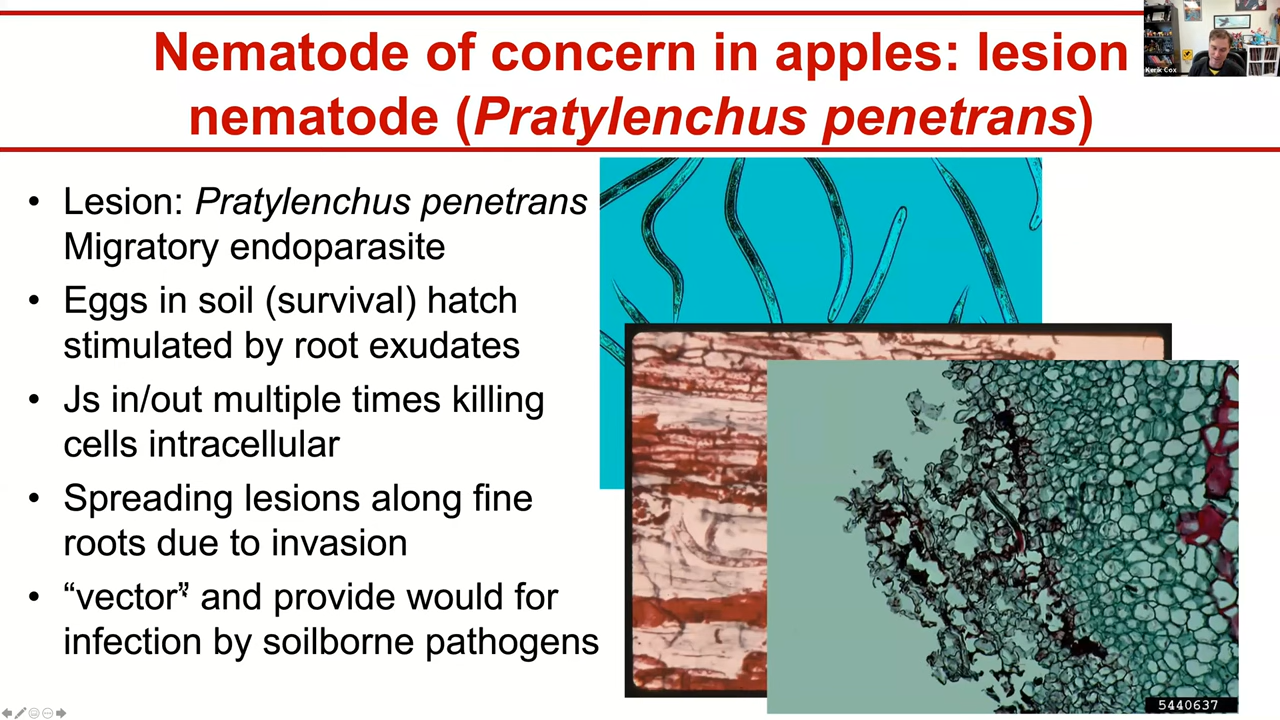 Nematode of concern in apples: lesion
nematode (Pratylenchus penetrans)
Kerik Cox
• Lesion: Pratylenchus penetrans
Migratory endoparasite
• Eggs in soil (survival) hatch
stimulated by root exudates
• Js in/out multiple times killing
cells intracellular
• Spreading lesions along fine
roots due to invasion
• “vector” and provide would for
infection by soilborne pathogens
5440637